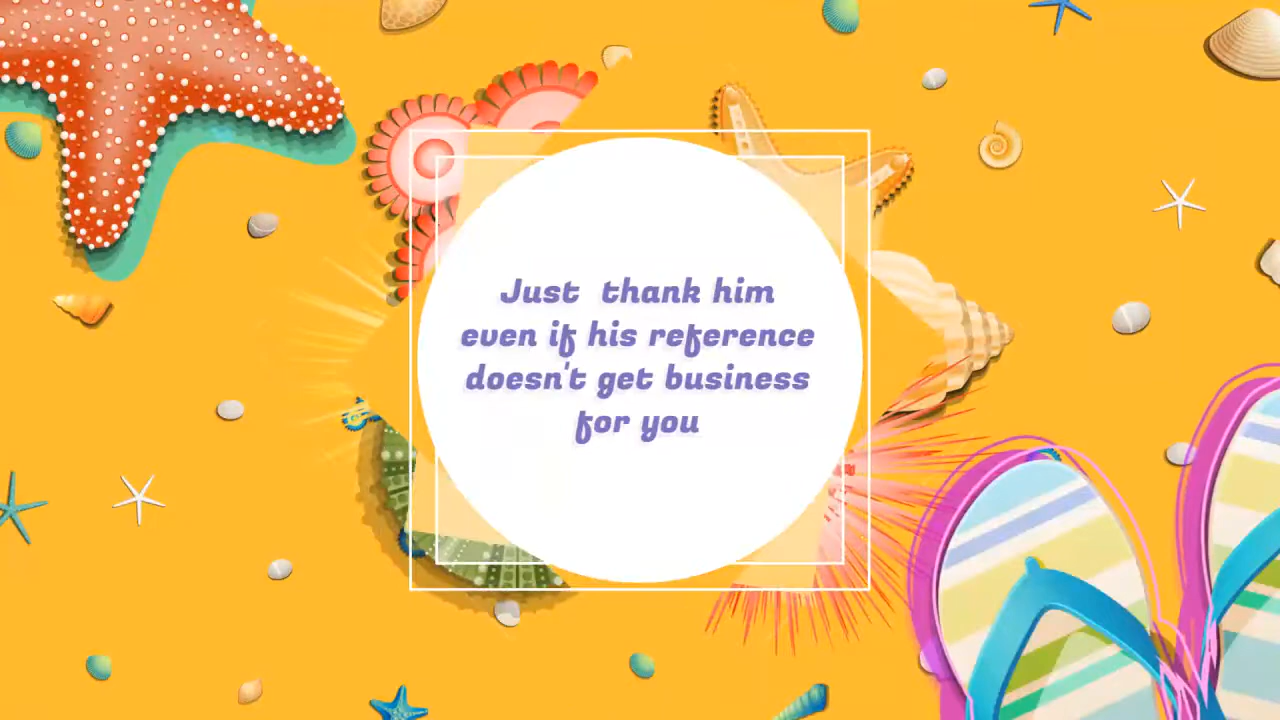 Just thank him
even if his reference
doesn't get business
for you